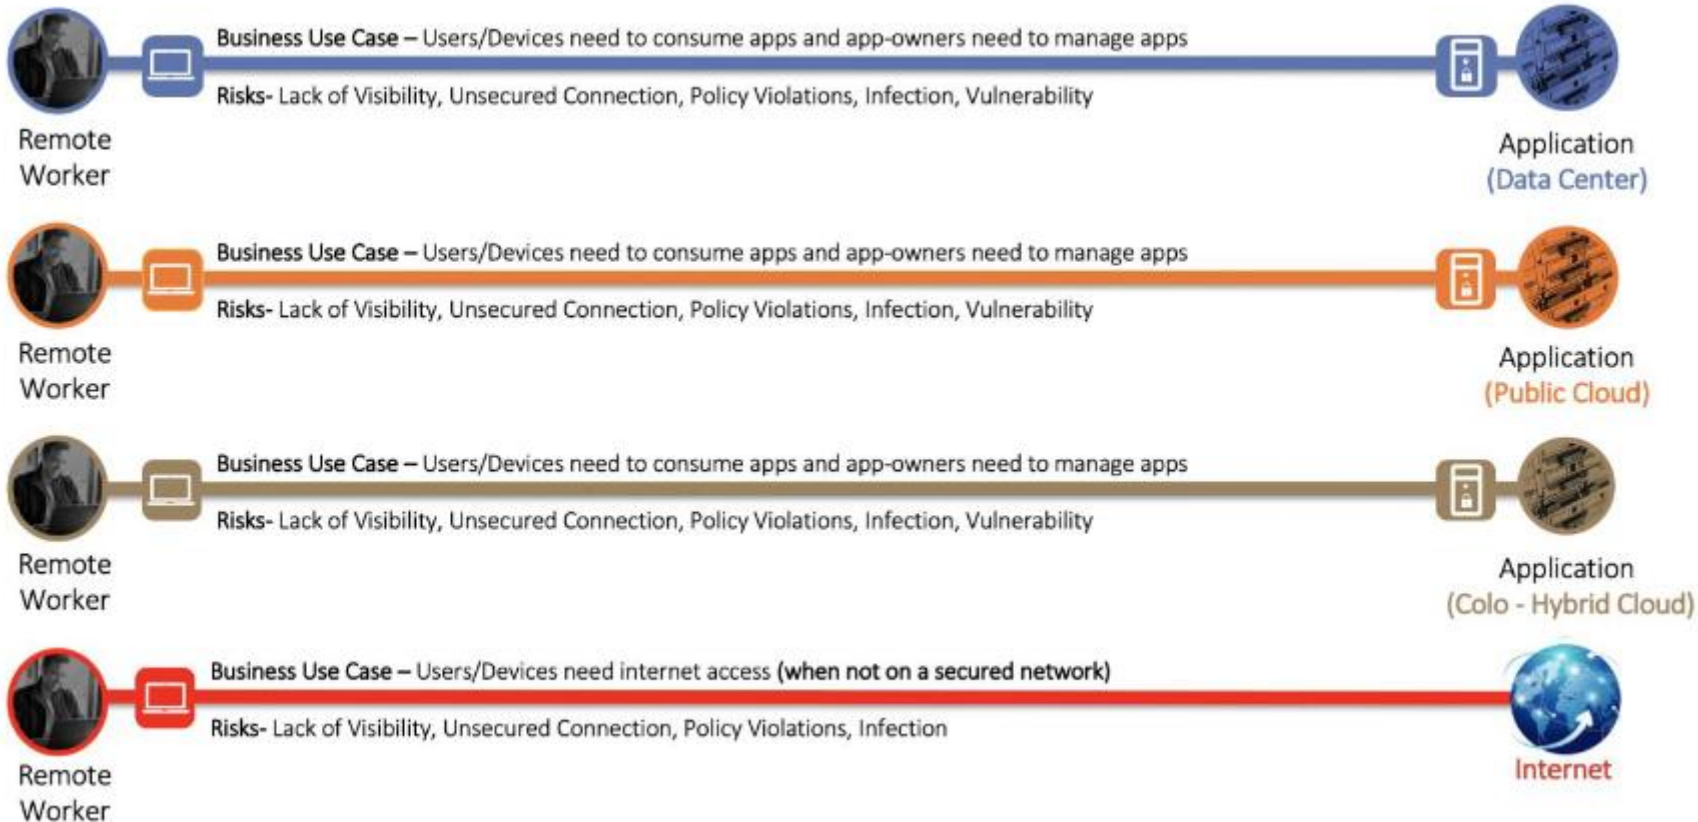 Business Use Case – Users/Devices need to consume apps and app-owners need to manage apps
Risks- Lack of Visibility, Unsecured Connection, Policy Violations, Infection, Vulnerability
Remote
Worker
Application
(Data Center)
Business Use Case – Users/Devices need to consume apps and app-owners need to manage apps
Risks- Lack of Visibility, Unsecured Connection, Policy Violations, Infection, Vulnerability
Remote
Worker
Application
(Public Cloud)
Business Use Case – Users/Devices need to consume apps and app-owners need to manage apps
Risks- Lack of Visibility, Unsecured Connection, Policy Violations, Infection, Vulnerability
Remote
Worker
Application
(Colo - Hybrid Cloud)
Business Use Case – Users/Devices need internet access (when not on a secured network)
Risks- Lack of Visibility, Unsecured Connection, Policy Violations, Infection
Remote
Worker
Internet